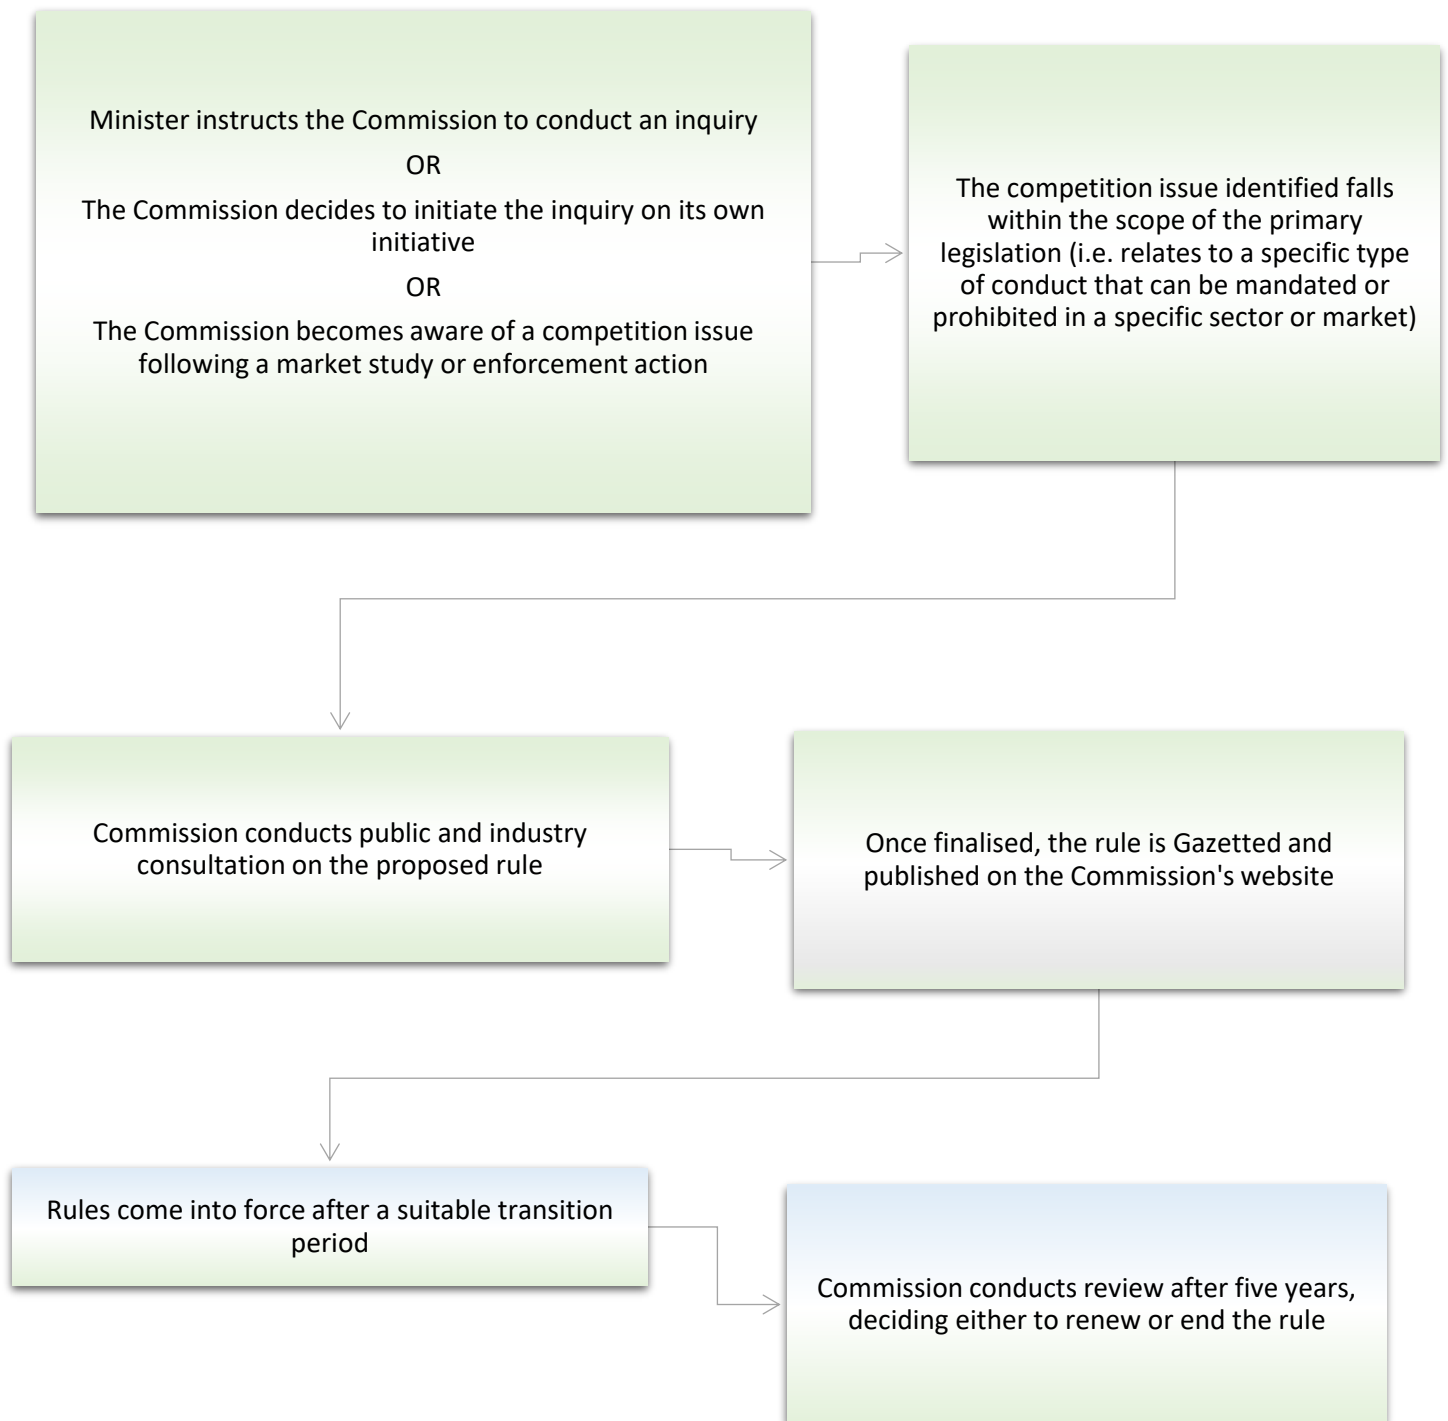 Minister instructs the Commission to conduct an inquiry
OR
The Commission decides to initiate the inquiry on its own
initiative
OR
The Commission becomes aware of a competition issue
following a market study or enforcement action
The competition issue identified falls
within the scope of the primary
legislation (i.e. relates to a specific type
of conduct that can be mandated or
prohibited in a specific sector or market)
Commission conducts public and industry
consultation on the proposed rule
Once finalised, the rule is Gazetted and
published on the Commission's website
Rules come into force after a suitable transition
period
Commission conducts review after five years,
deciding either to renew or end the rule